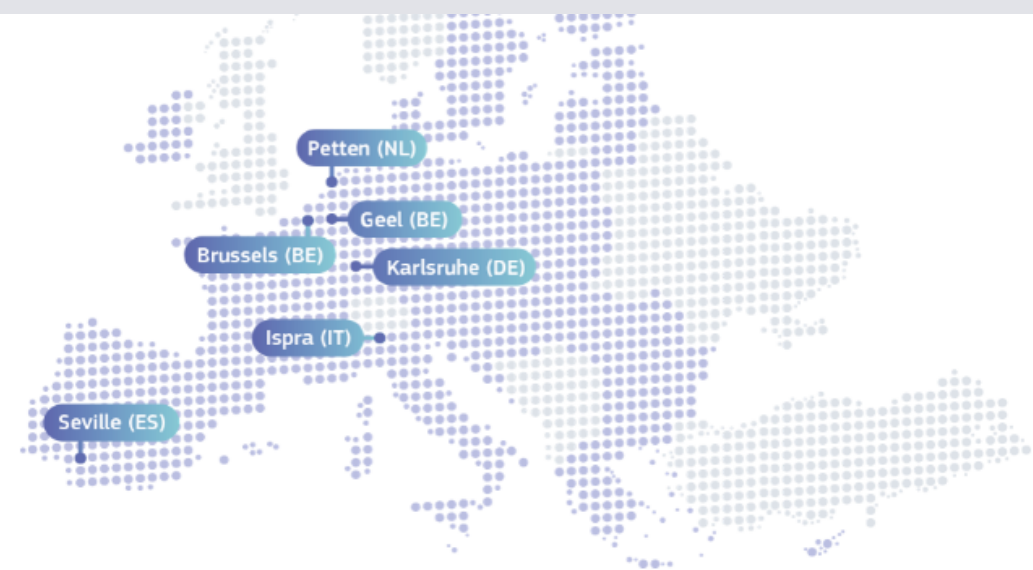 Petten (NL)
Geel (BE)
Brussels (BE)
Karlsruhe (DE)
Ispra (IT)
Seville (ES)